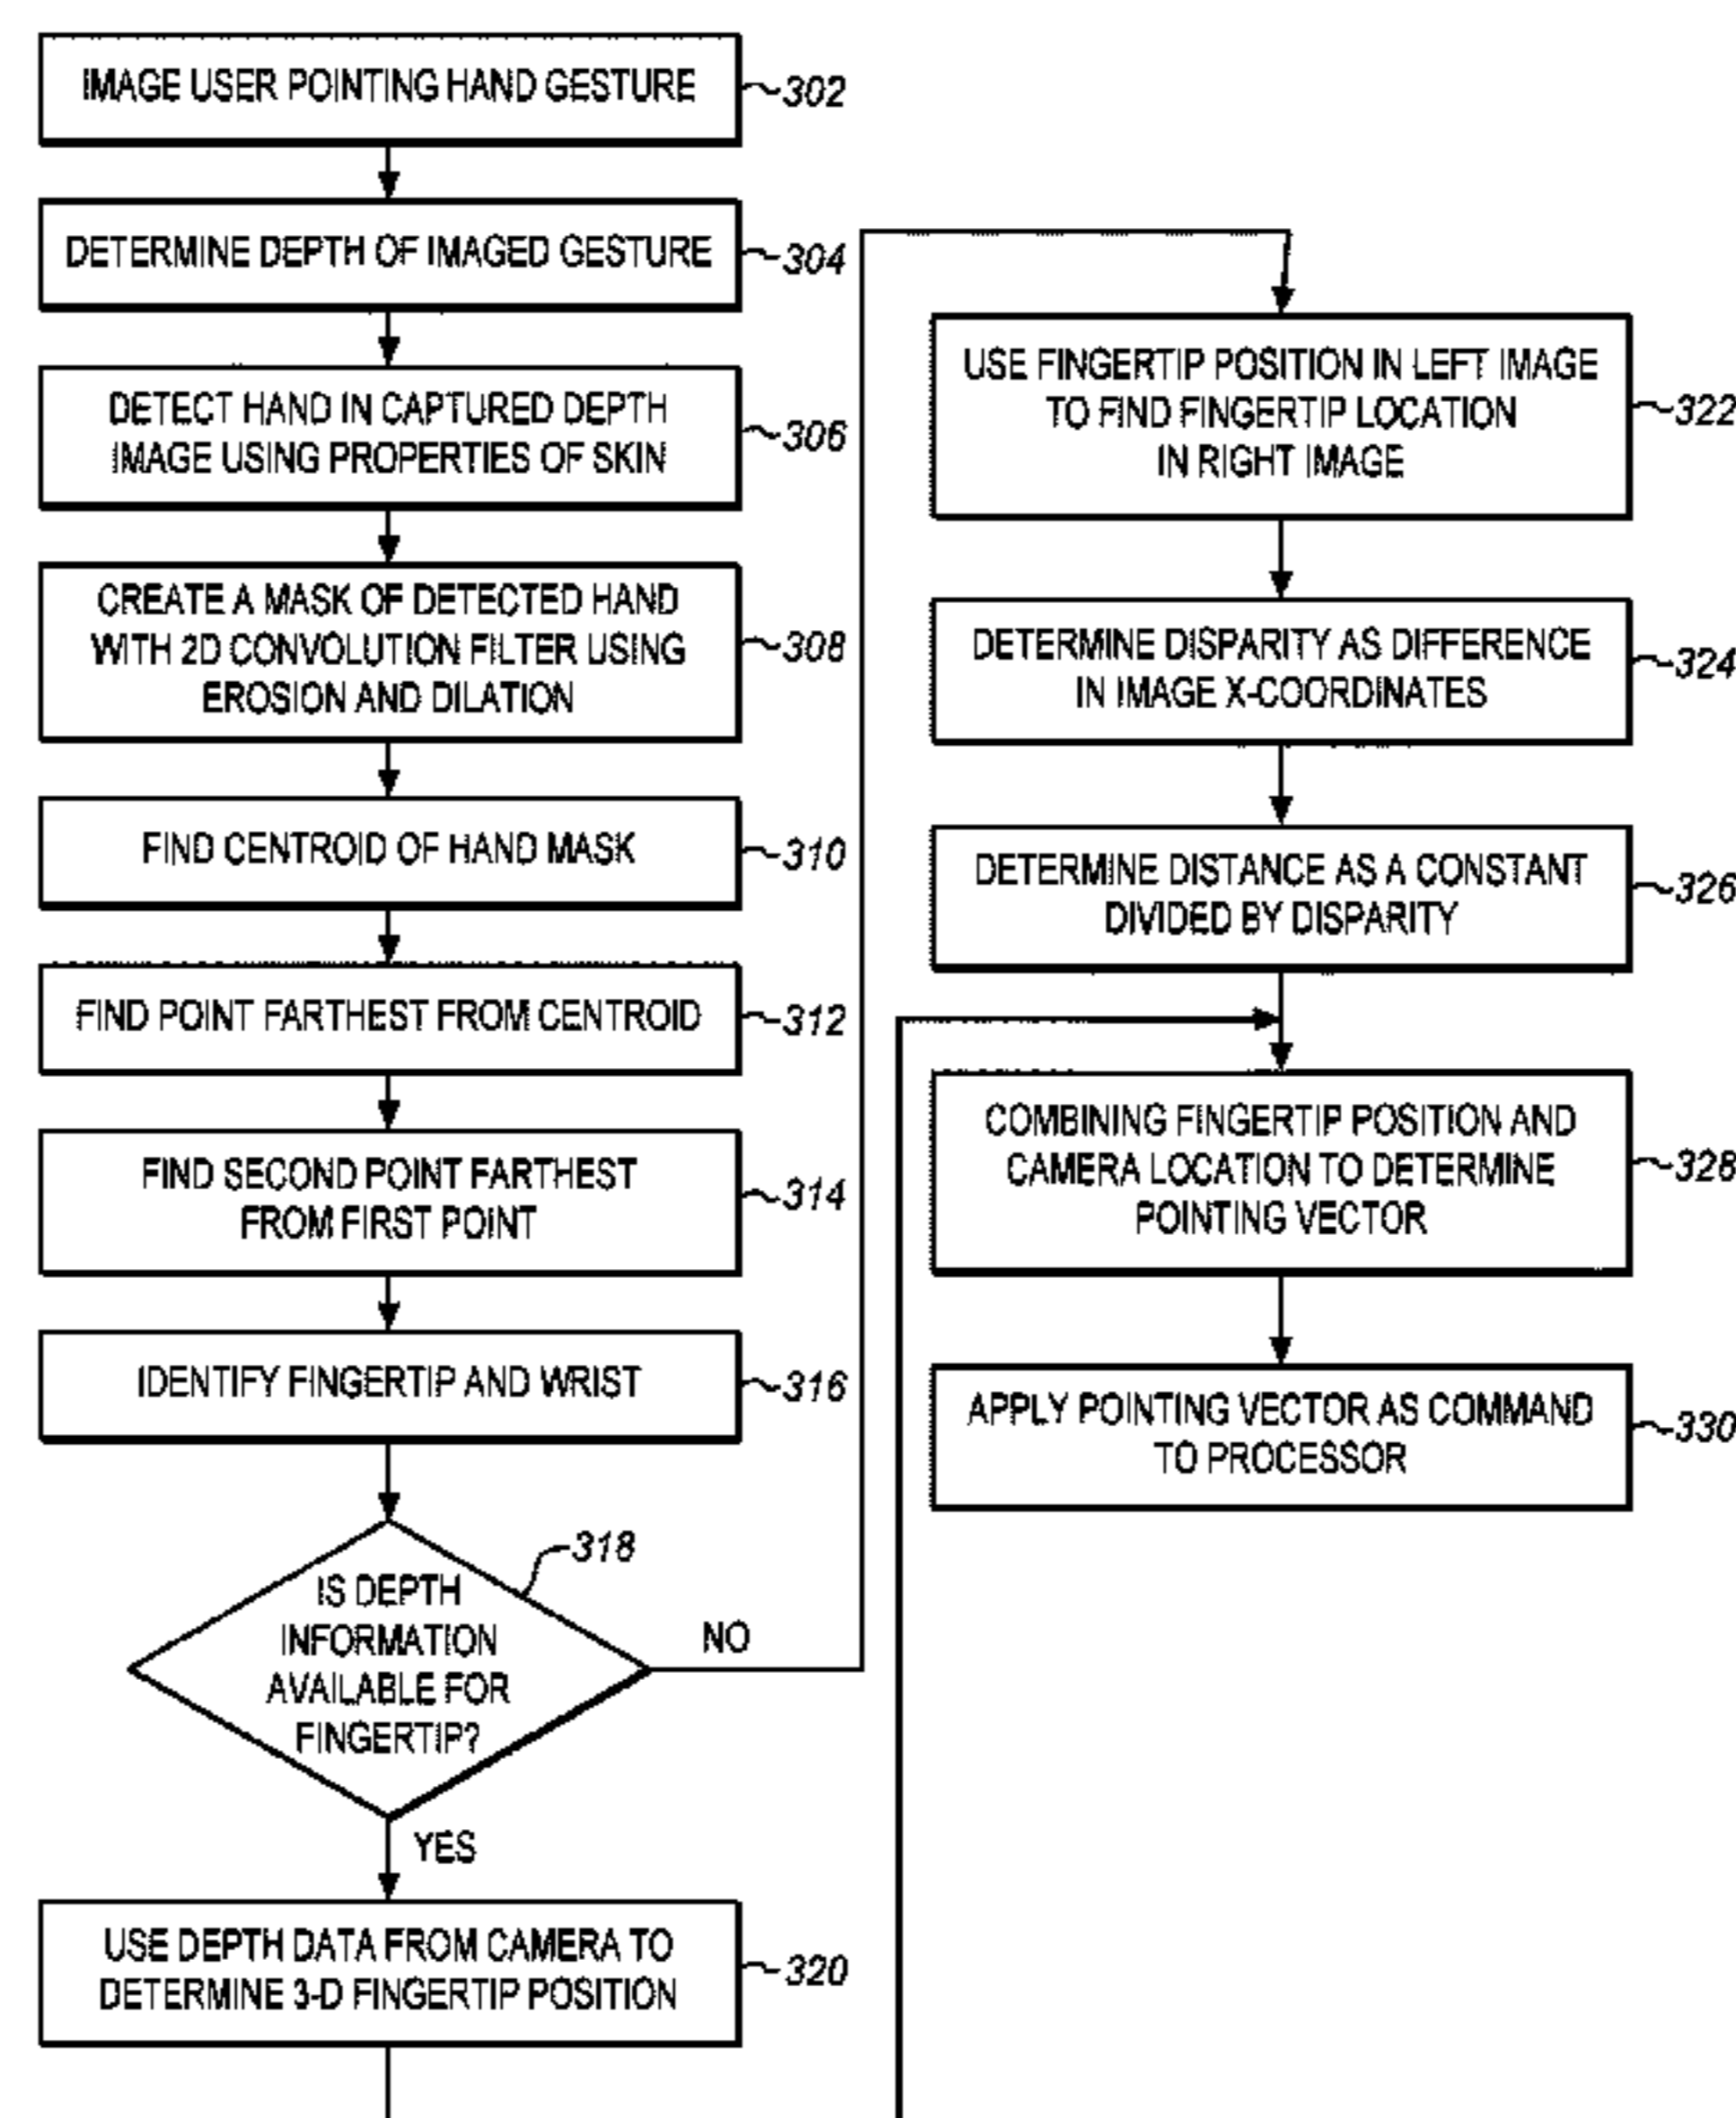 IMAGE USER POINTING HAND GESTURE
302
DETERMINE DEPTH OF IMAGED GESTURE
304
DETECT HAND IN CAPTURED DEPTH
IMAGE USING PROPERTIES OF SKIN
306
CREATE A MASK OF DETECTED HAND
WITH 2D CONVOLUTION FILTER USING
EROSION AND DILATION
308
FIND CENTROID OF HAND MASK
310
FIND POINT FARTHEST FROM CENTROID
312
FIND SECOND POINT FARTHEST
FROM FIRST POINT
314
IDENTIFY FINGERTIP AND WRIST
316
318
IS DEPTH
INFORMATION
AVAILABLE FOR
FINGERTIP?
NO
YES
USE DEPTH DATA FROM CAMERA TO
DETERMINE 3-D FINGERTIP POSITION
320
USE FINGERTIP POSITION IN LEFT IMAGE
TO FIND FINGERTIP LOCATION
IN RIGHT IMAGE
322
DETERMINE DISPARITY AS DIFFERENCE
IN IMAGE X-COORDINATES
324
DETERMINE DISTANCE AS A CONSTANT
DIVIDED BY DISPARITY
326
COMBINING FINGERTIP POSITION AND
CAMERA LOCATION TO DETERMINE
POINTING VECTOR
328
APPLY POINTING VECTOR AS COMMAND
TO PROCESSOR
330